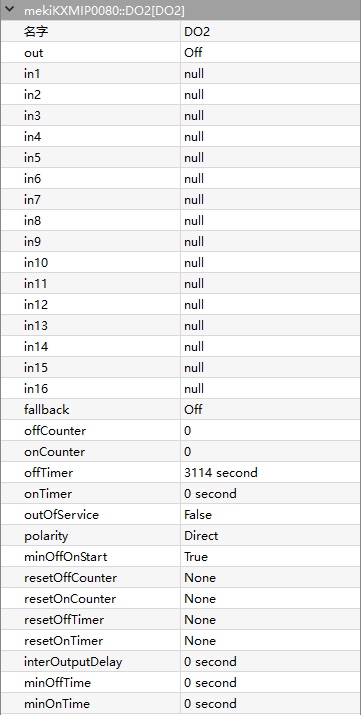 mekiKXMIP0080::DO2[DO2]
名字 DO2
out Off
in1 null
in2 null
in3 null
in4 null
in5 null
in6 null
in7 null
in8 null
in9 null
in10 null
in11 null
in12 null
in13 null
in14 null
in15 null
in16 null
fallback Off
offCounter 0
onCounter 0
offTimer 3114 second
onTimer 0 second
outOfService False
polarity Direct
minOffOnStart True
resetOffCounter None
resetOnCounter None
resetOffTimer None
resetOnTimer None
interOutputDelay 0 second
minOffTime 0 second
minOnTime 0 second